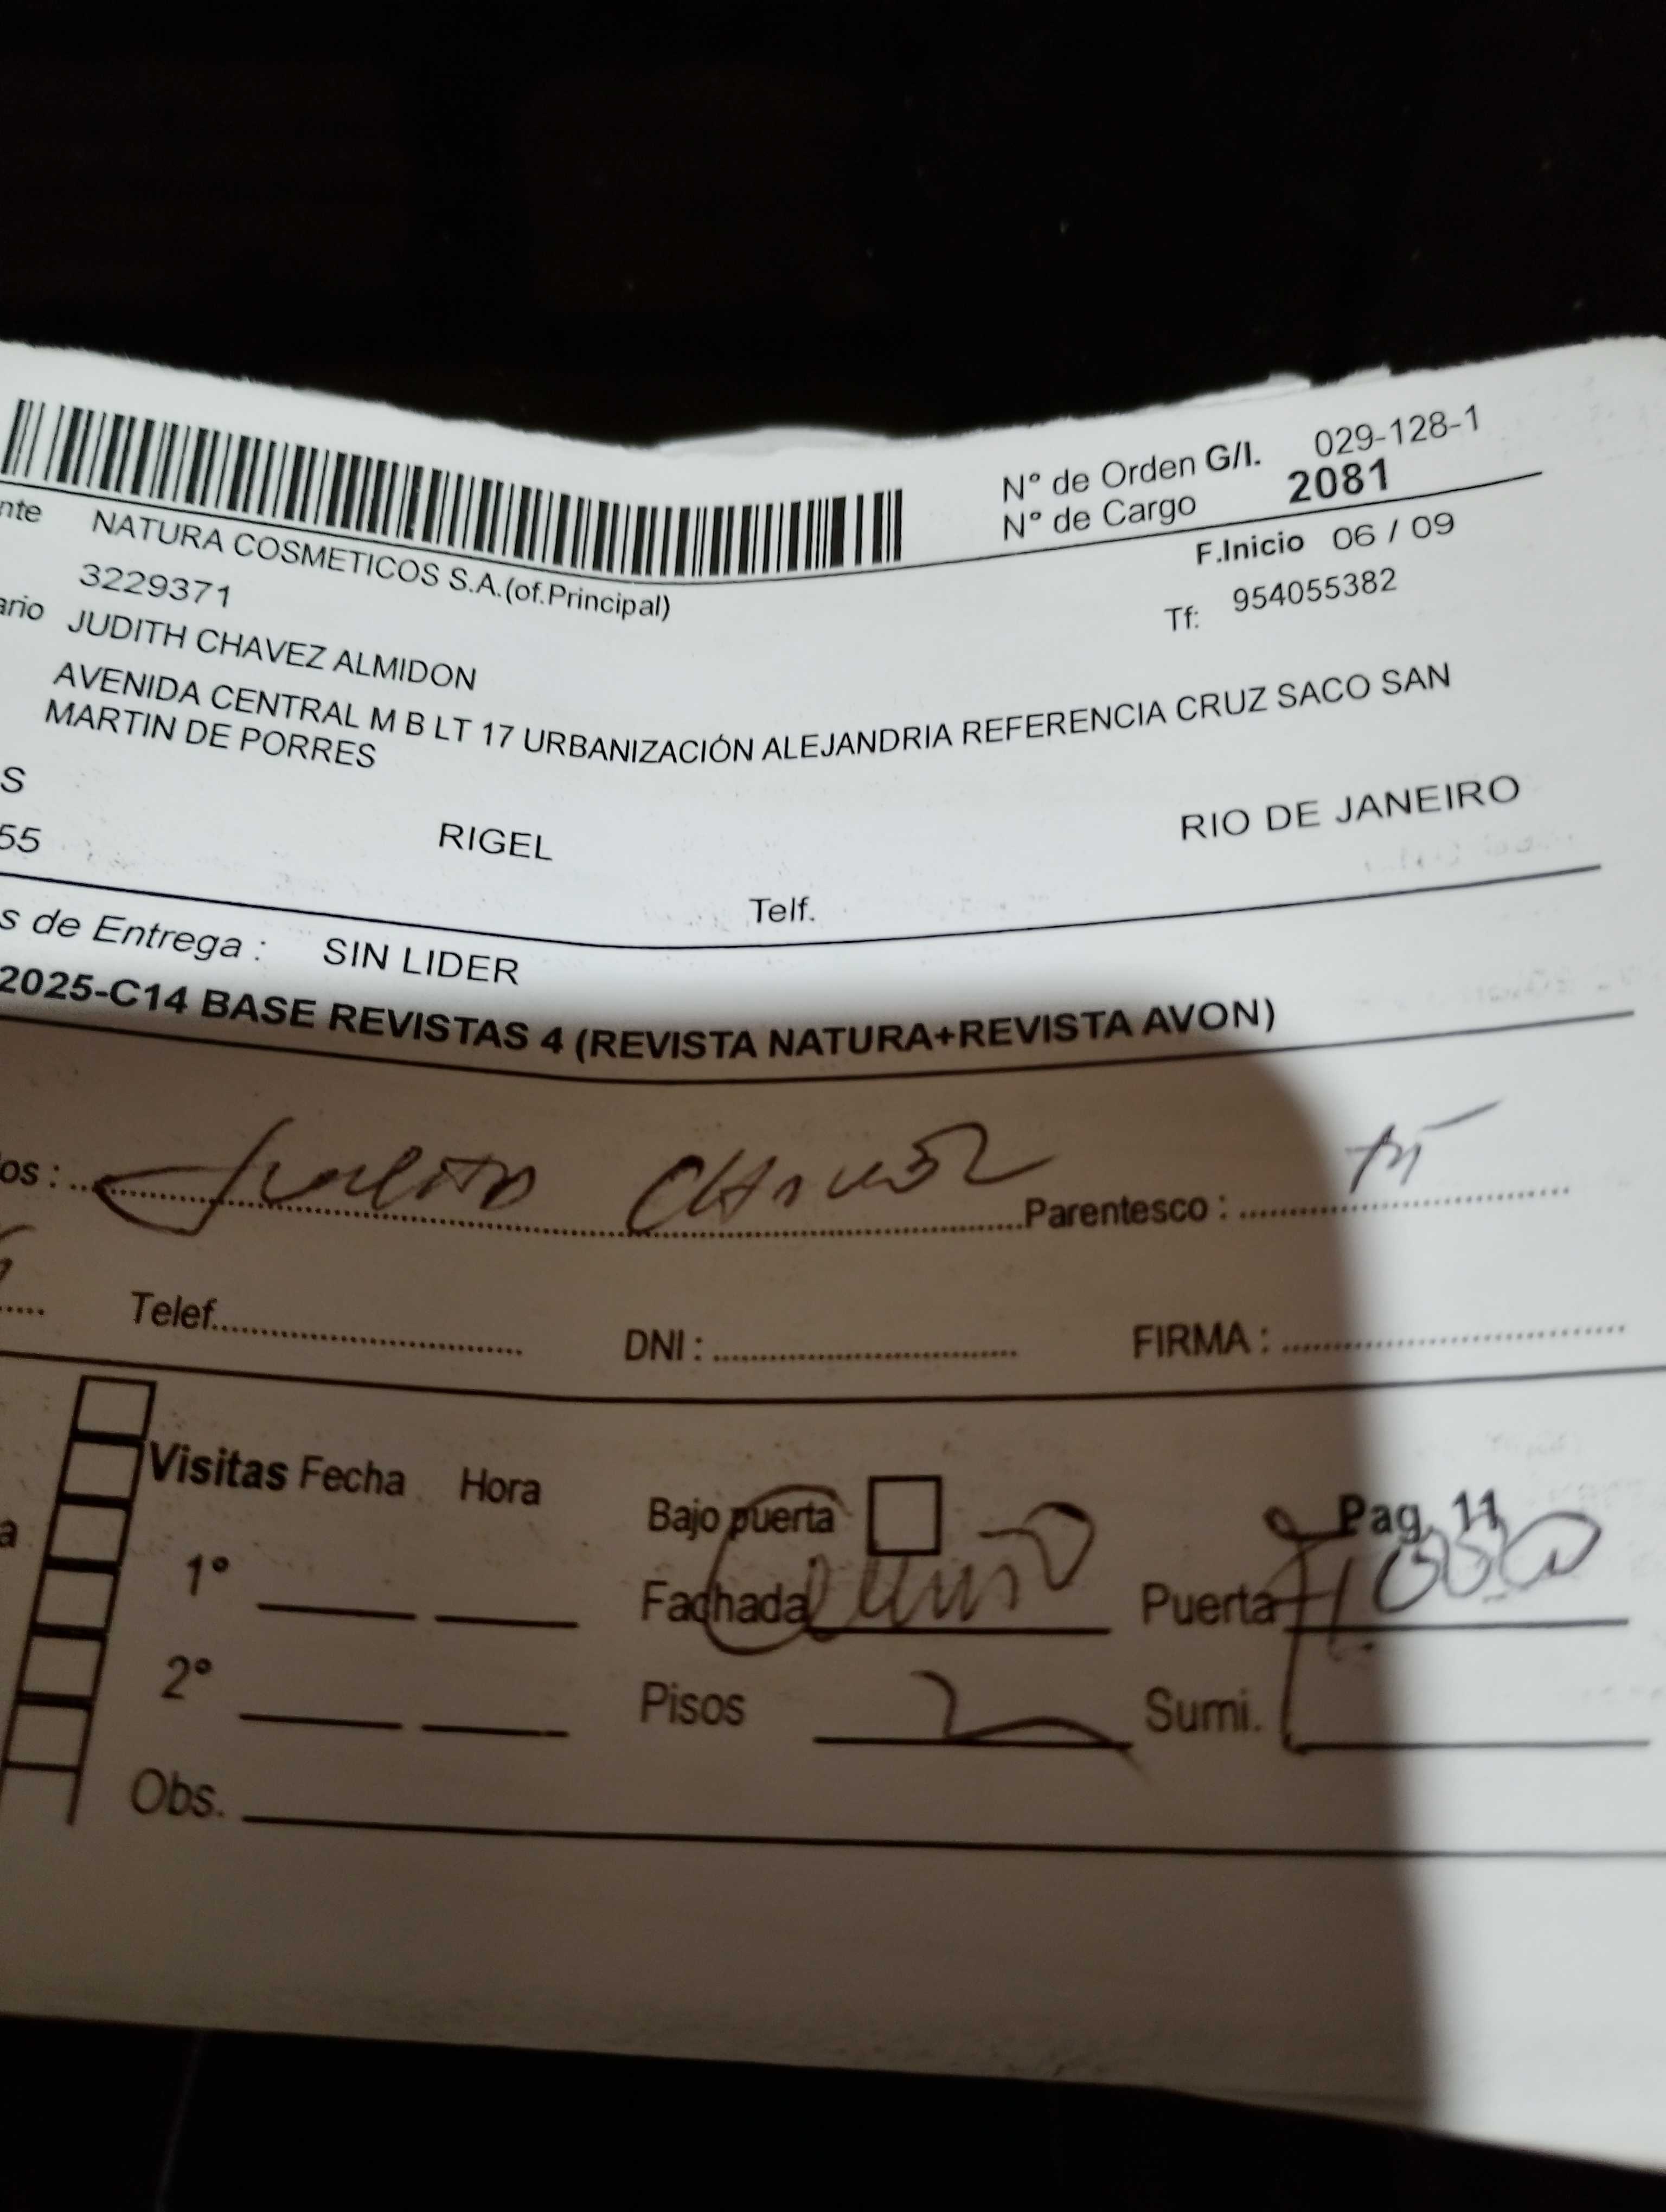 N° de Orden G/I. 029-128-1
N° de Cargo 2081
nte NATURA COSMETICOS S.A.(of.Principal)
F.Inicio 06 / 09
3229371
Tf: 954055382
ario JUDITH CHAVEZ ALMIDON
AVENIDA CENTRAL M B LT 17 URBANIZACIÓN ALEJANDRIA REFERENCIA CRUZ SACO SAN
MARTIN DE PORRES
S
55 RIGEL RIO DE JANEIRO
Telf.
s de Entrega : SIN LIDER
2025-C14 BASE REVISTAS 4 (REVISTA NATURA+REVISTA AVON)
os : Chavez Parentesco :
Telef. DNI : FIRMA :
Visitas Fecha Hora Bajo puerta Pag. 11
a
1° Fachada Puerta
2° Pisos 2 Sumi.
Obs.